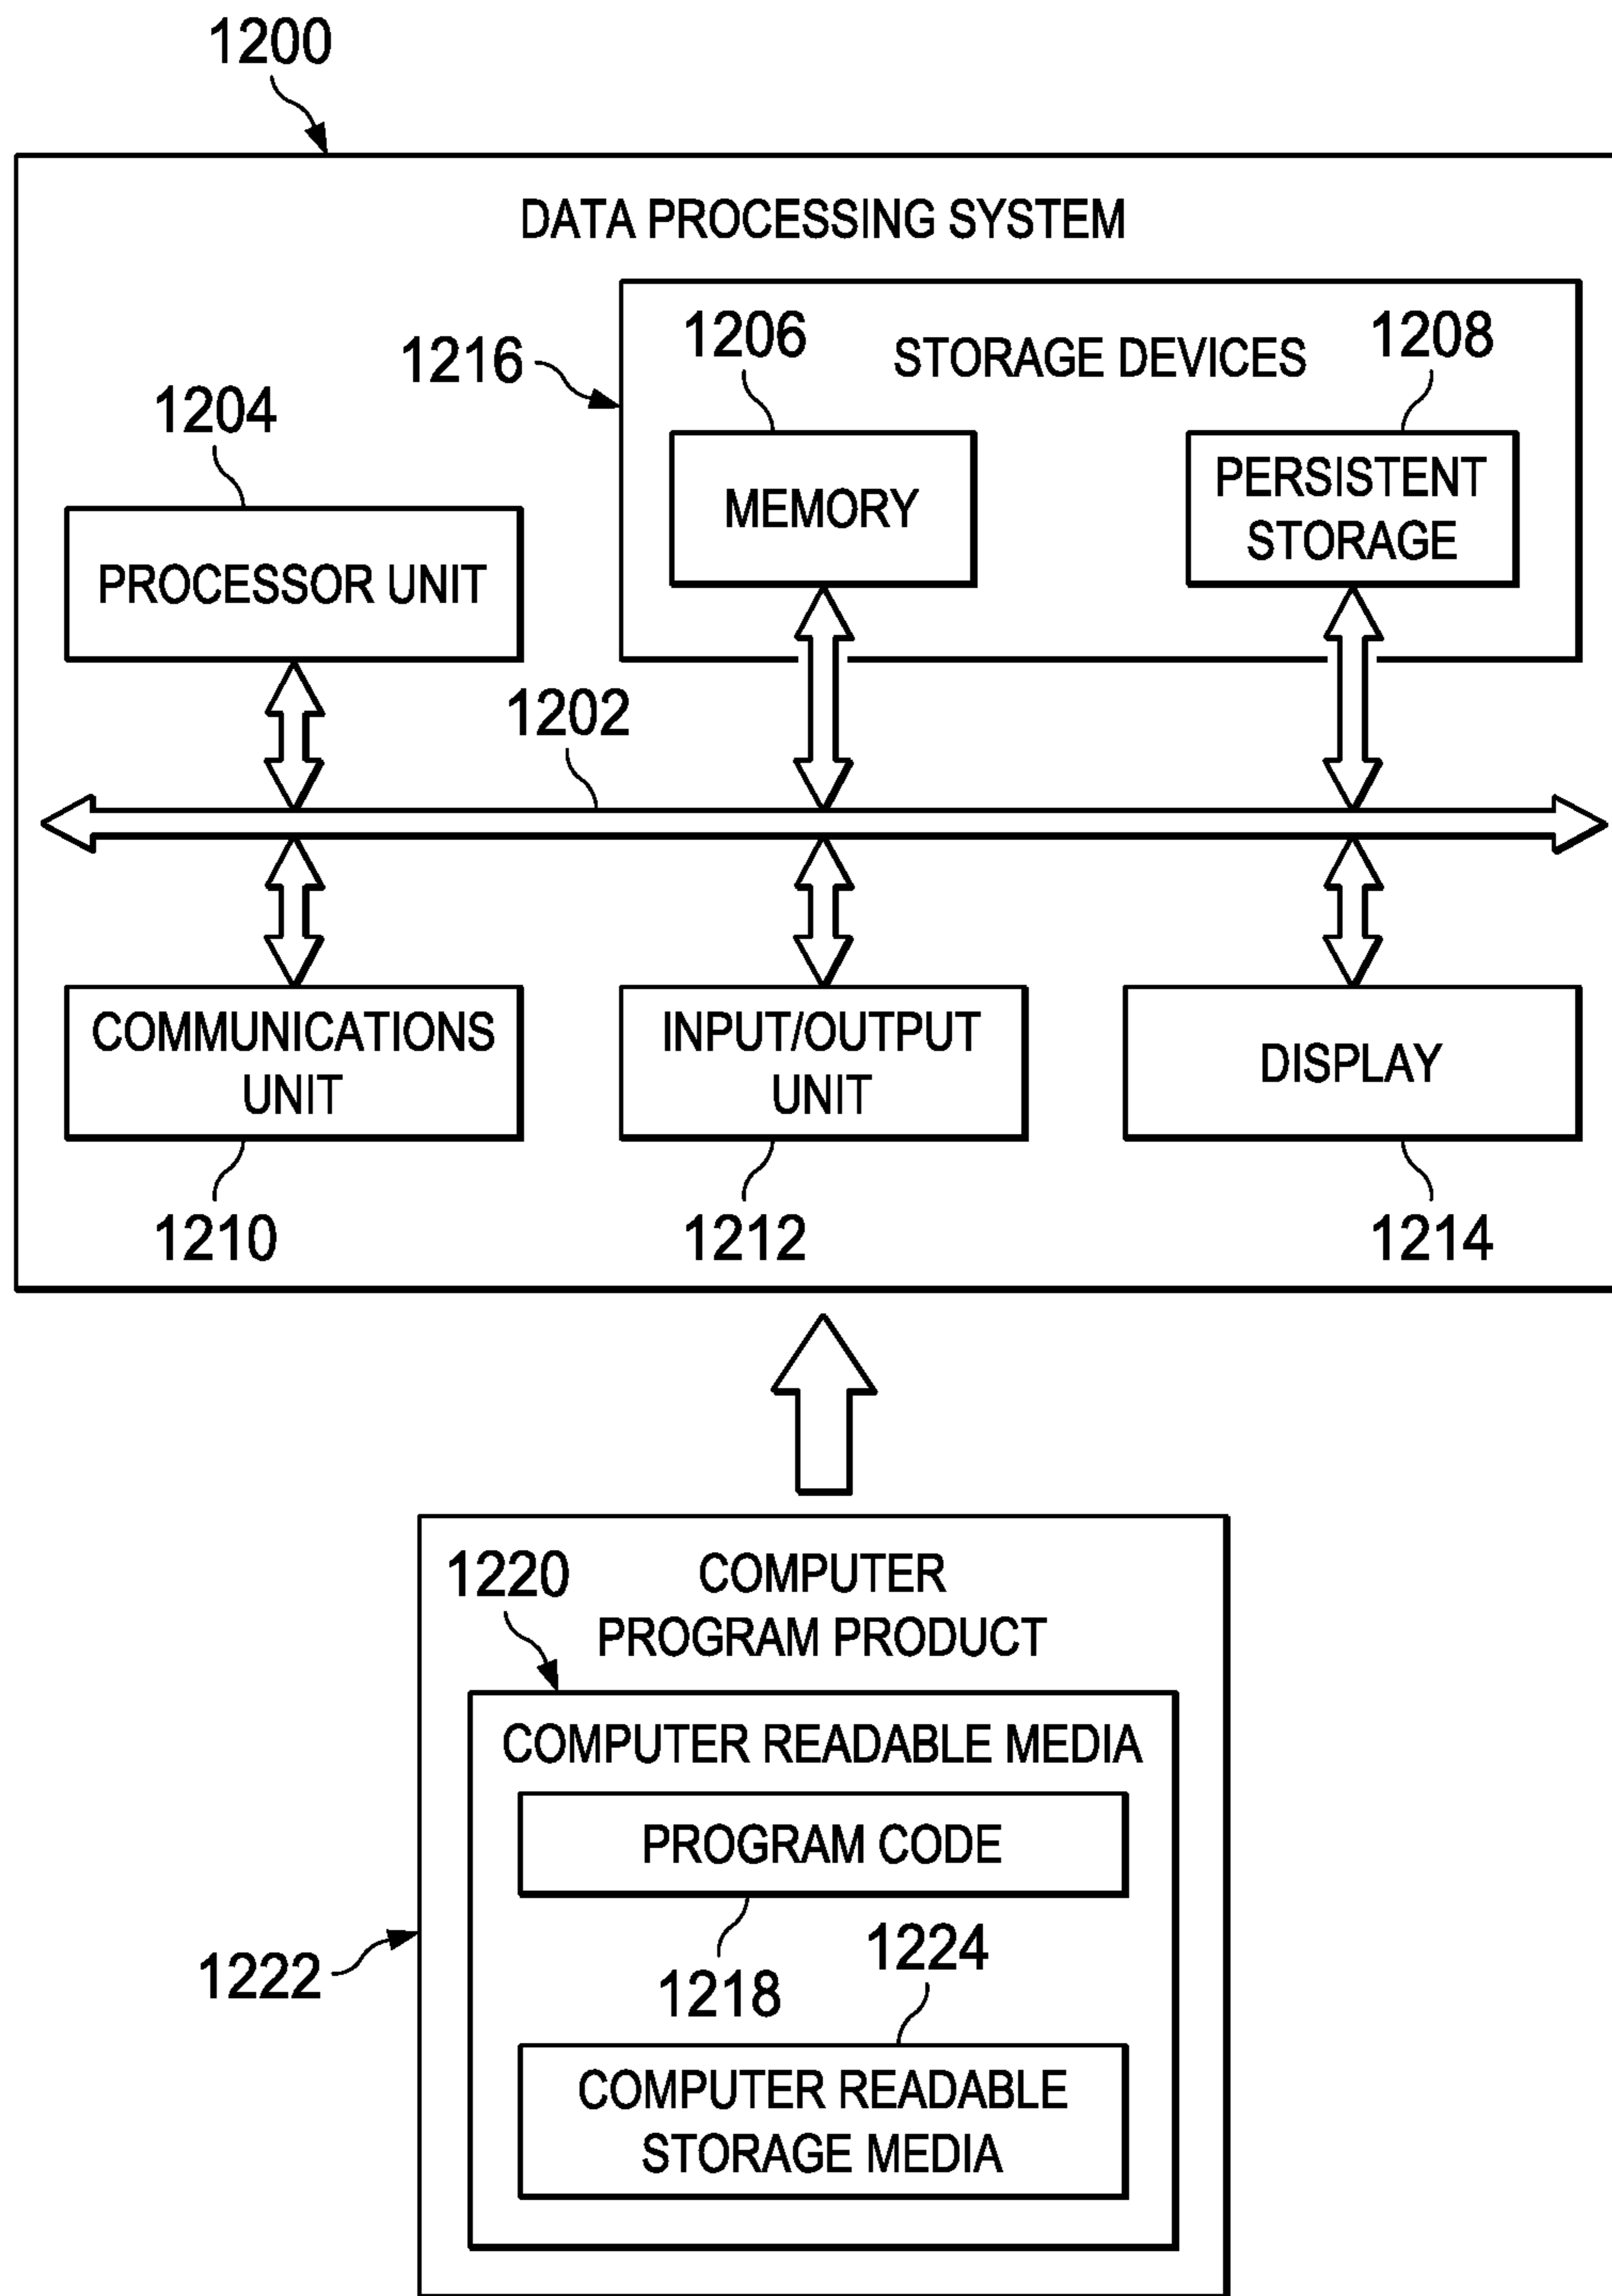 1200
DATA PROCESSING SYSTEM
1216
1206
STORAGE DEVICES
1208
1204
MEMORY
PERSISTENT
STORAGE
PROCESSOR UNIT
1202
COMMUNICATIONS
UNIT
INPUT/OUTPUT
UNIT
DISPLAY
1210
1212
1214
1220
COMPUTER
PROGRAM PRODUCT
COMPUTER READABLE MEDIA
PROGRAM CODE
1222
1218
1224
COMPUTER READABLE
STORAGE MEDIA